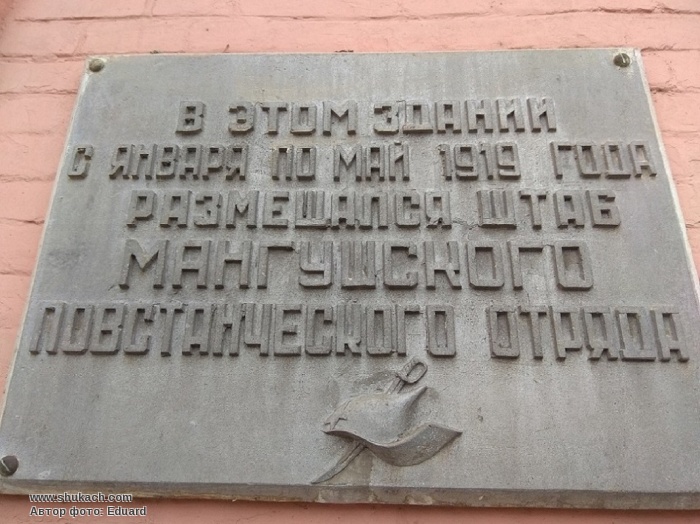 В ЭТОМ ЗДАНИИ
С ЯНВАРЯ ПО МАЙ 1919 ГОДА
РАЗМЕЩАЛСЯ ШТАБ
МАНГУШСКОГО
ПОВСТАНЧЕСКОГО ОТРЯДА
www.shukach.com
Автор фото: Eduard